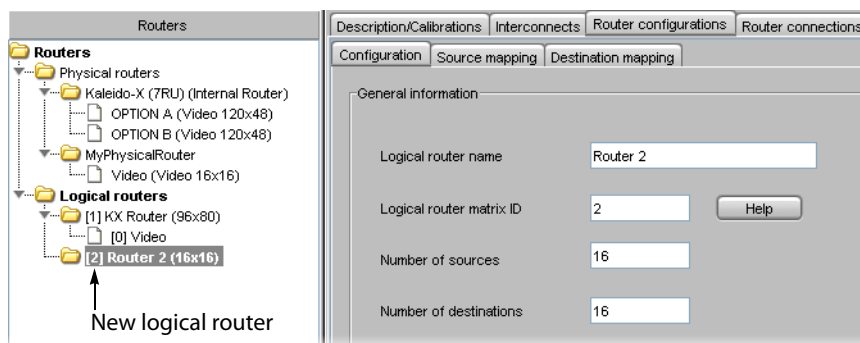 Routers
Routers
Physical routers
Kaleido-X (7RU) (Internal Router)
OPTION A (Video 120x48)
OPTION B (Video 120x48)
MyPhysicalRouter
Video (Video 16x16)
Logical routers
[1] KX Router (96x80)
[0] Video
[2] Router 2 (16x16)
New logical router
Description/Calibrations Interconnects Router configurations Router connections
Configuration Source mapping Destination mapping
General information
Logical router name Router 2
Logical router matrix ID 2 Help
Number of sources 16
Number of destinations 16